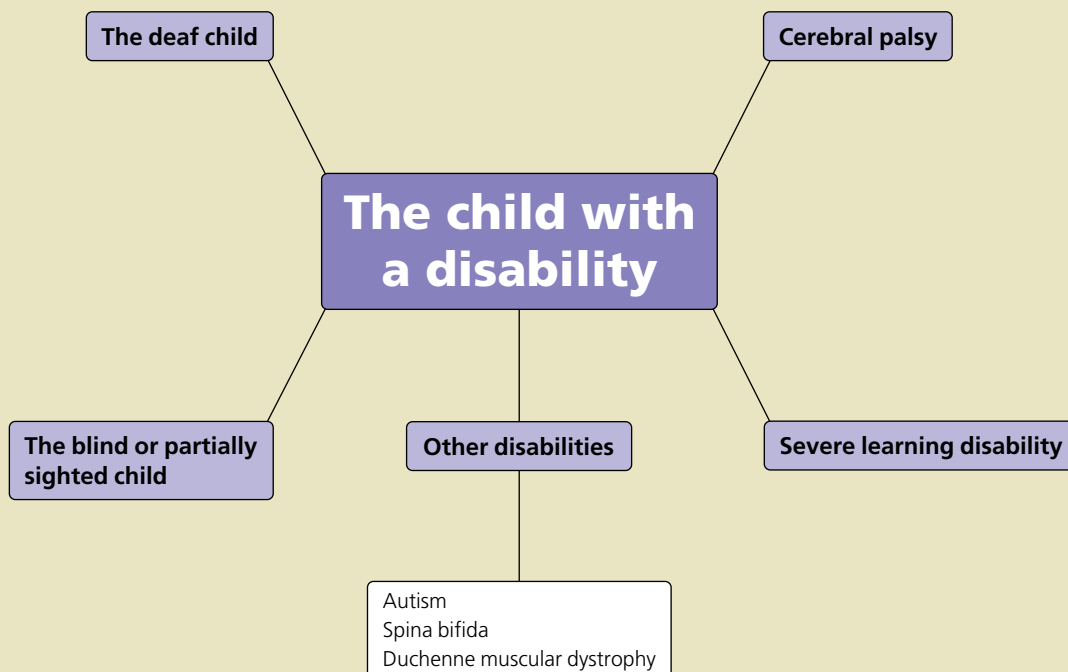 The deaf child
Cerebral palsy
The child with
a disability
The blind or partially
sighted child
Other disabilities
Severe learning disability
Autism
Spina bifida
Duchenne muscular dystrophy